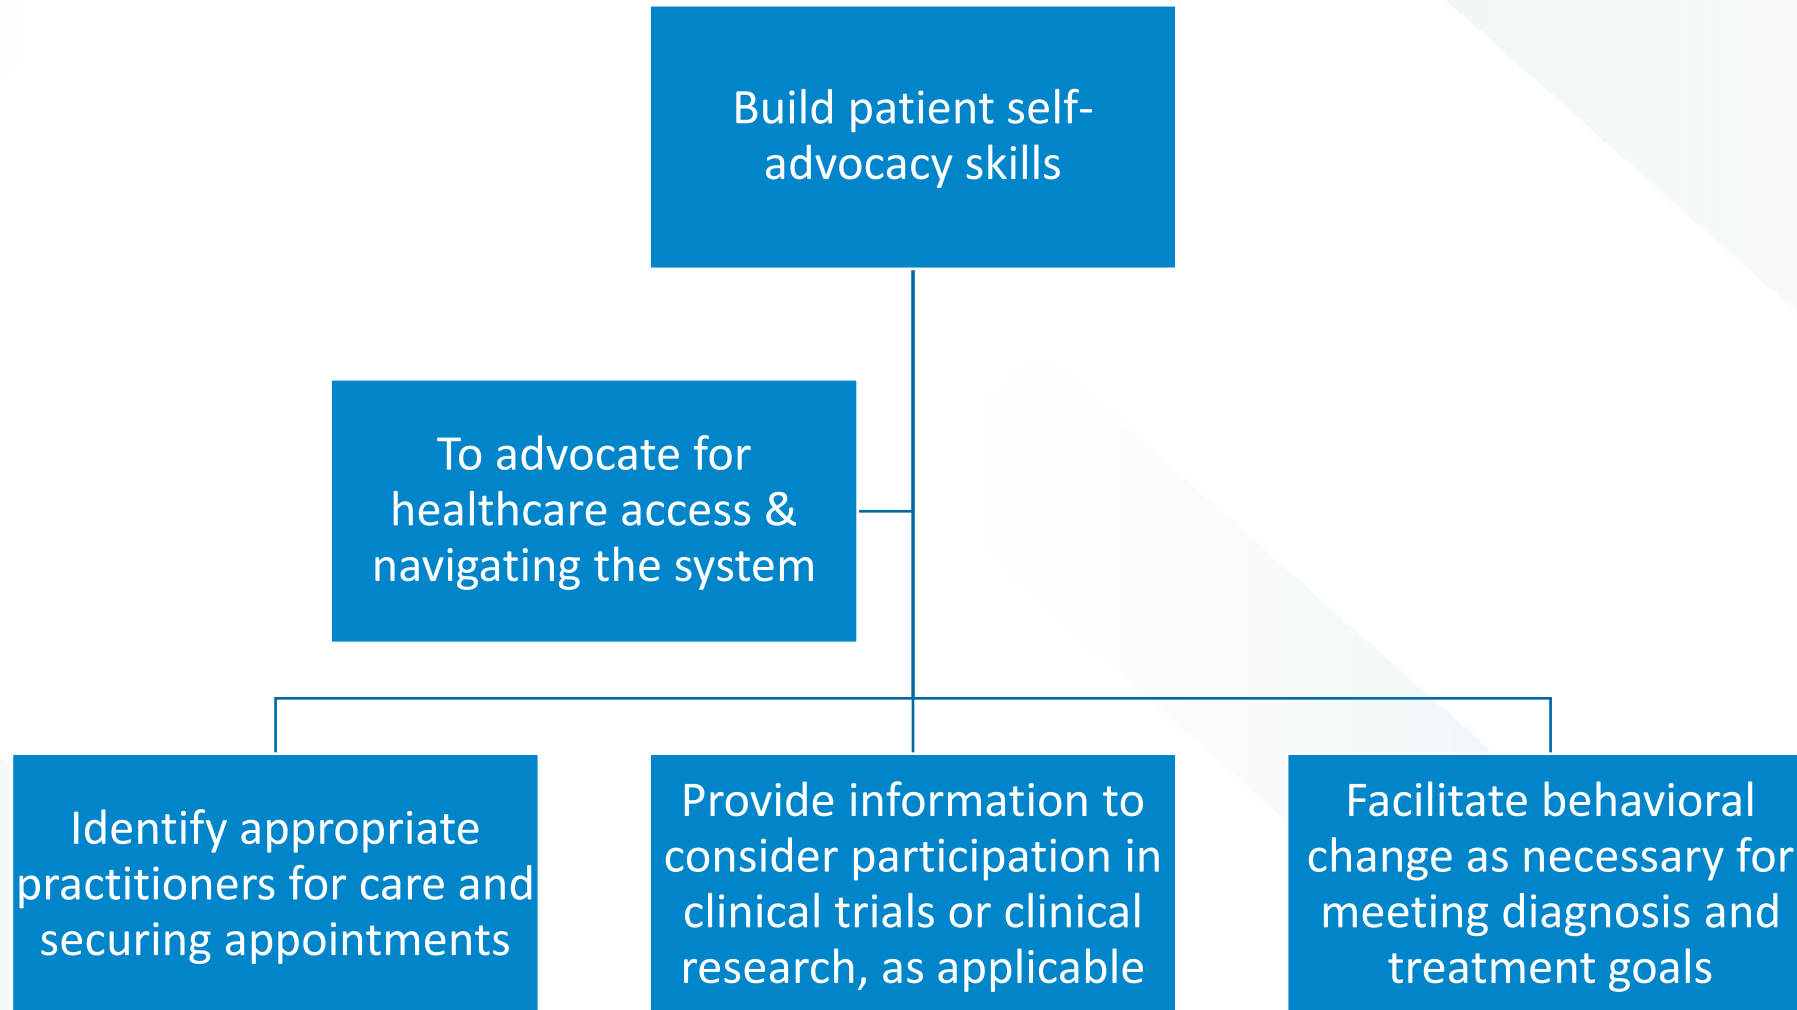 Build patient self-
advocacy skills
To advocate for
healthcare access &
navigating the system
Identify appropriate
practitioners for care and
securing appointments
Provide information to
consider participation in
clinical trials or clinical
research, as applicable
Facilitate behavioral
change as necessary for
meeting diagnosis and
treatment goals